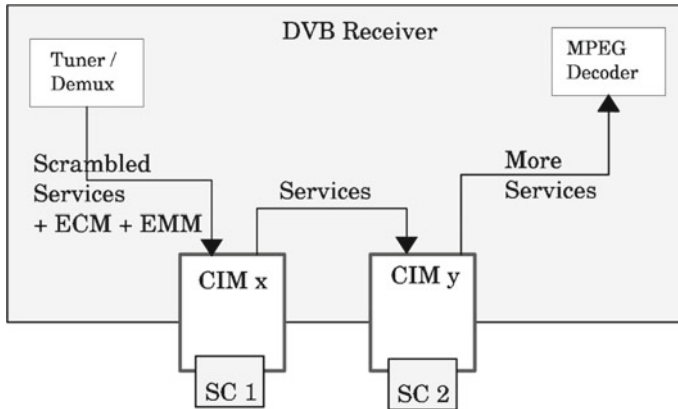 DVB Receiver
Tuner /
Demux
MPEG
Decoder
Scrambled
Services
+ ECM + EMM
Services
More
Services
CIM x
CIM y
SC 1
SC 2